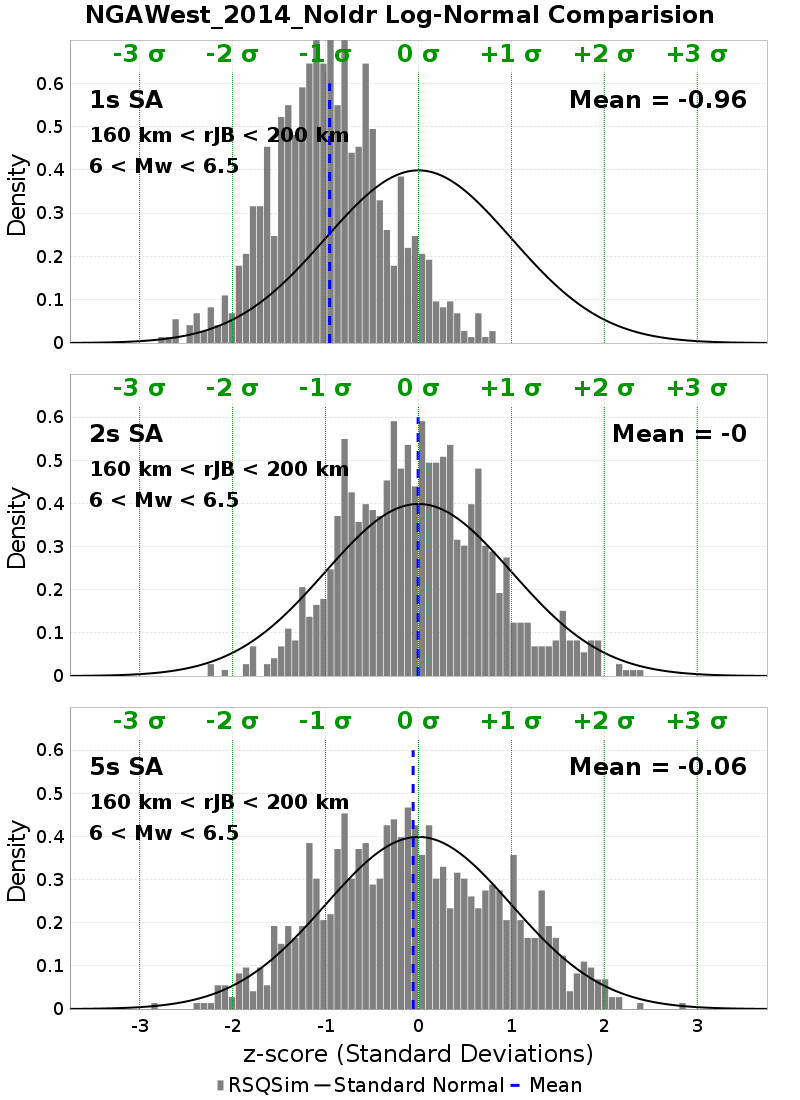 NGAWest_2014_NoIdr Log-Normal Comparision
-3 σ -2 σ -1 σ 0 σ +1 σ +2 σ +3 σ
1s SA Mean = -0.96
160 km < rJB < 200 km
6 < Mw < 6.5
0.6
0.5
0.4
0.3
0.2
0.1
0
Density
-3 σ -2 σ -1 σ 0 σ +1 σ +2 σ +3 σ
2s SA Mean = -0
160 km < rJB < 200 km
6 < Mw < 6.5
0.6
0.5
0.4
0.3
0.2
0.1
0
Density
-3 σ -2 σ -1 σ 0 σ +1 σ +2 σ +3 σ
5s SA Mean = -0.06
160 km < rJB < 200 km
6 < Mw < 6.5
0.6
0.5
0.4
0.3
0.2
0.1
0
Density
-3 -2 -1 0 1 2 3
z-score (Standard Deviations)
RSQSim Standard Normal Mean